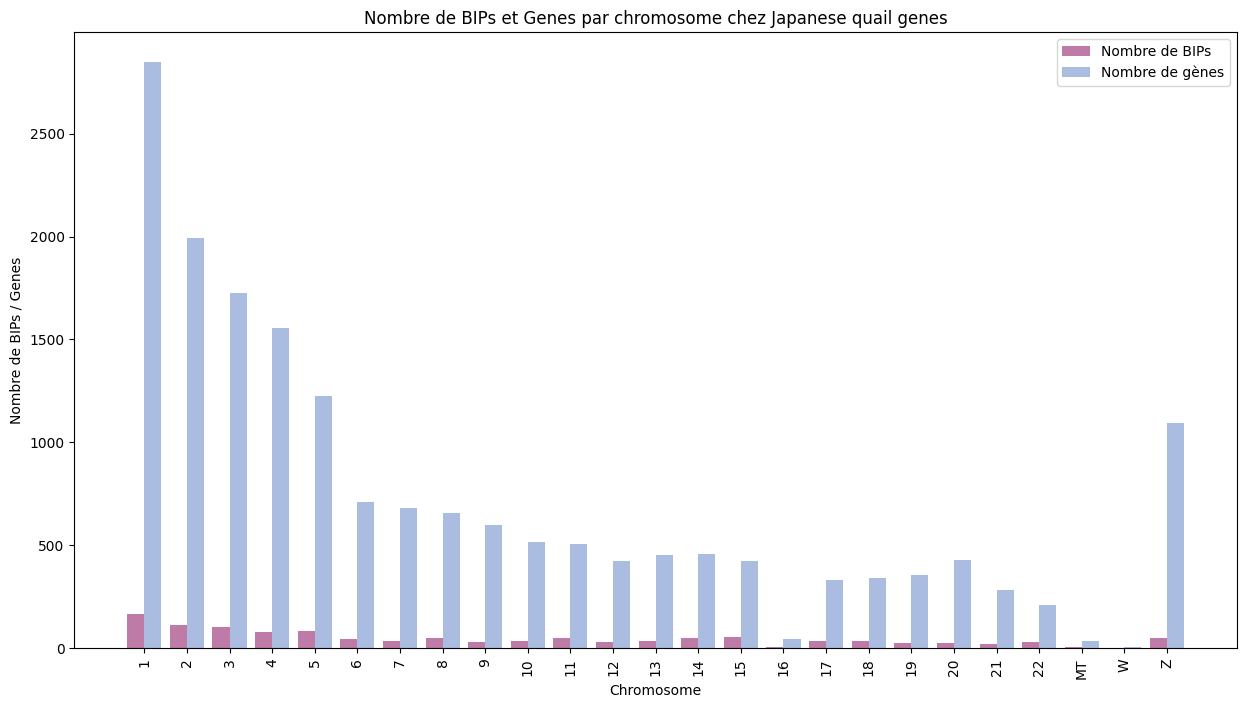 Nombre de BIPs et Genes par chromosome chez Japanese quail genes
Nombre de BIPs
Nombre de gènes
Nombre de BIPs / Genes
2500
2000
1500
1000
500
0
1 2 3 4 5 6 7 8 9 10 11 12 13 14 15 16 17 18 19 20 21 22 MT W Z
Chromosome